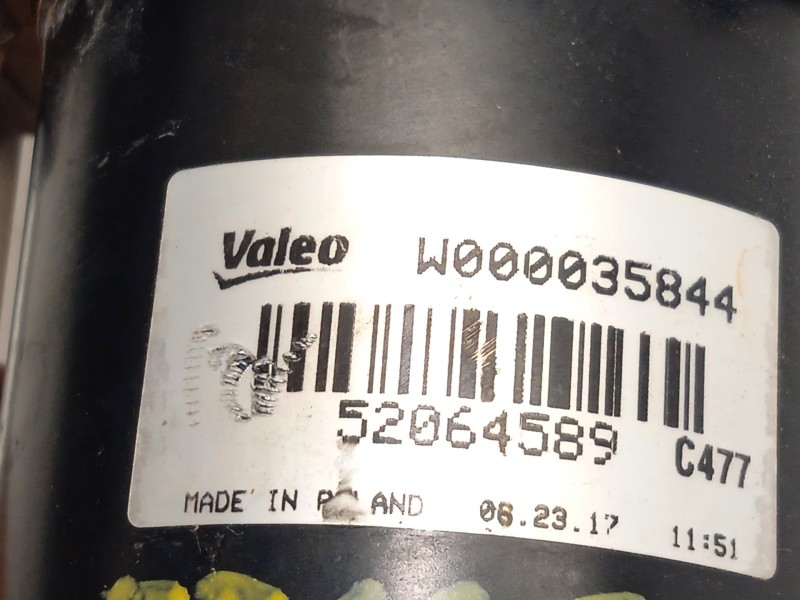 Valeo W000035844
52064589 C477
MADE IN POLAND 06.23.17 11:51